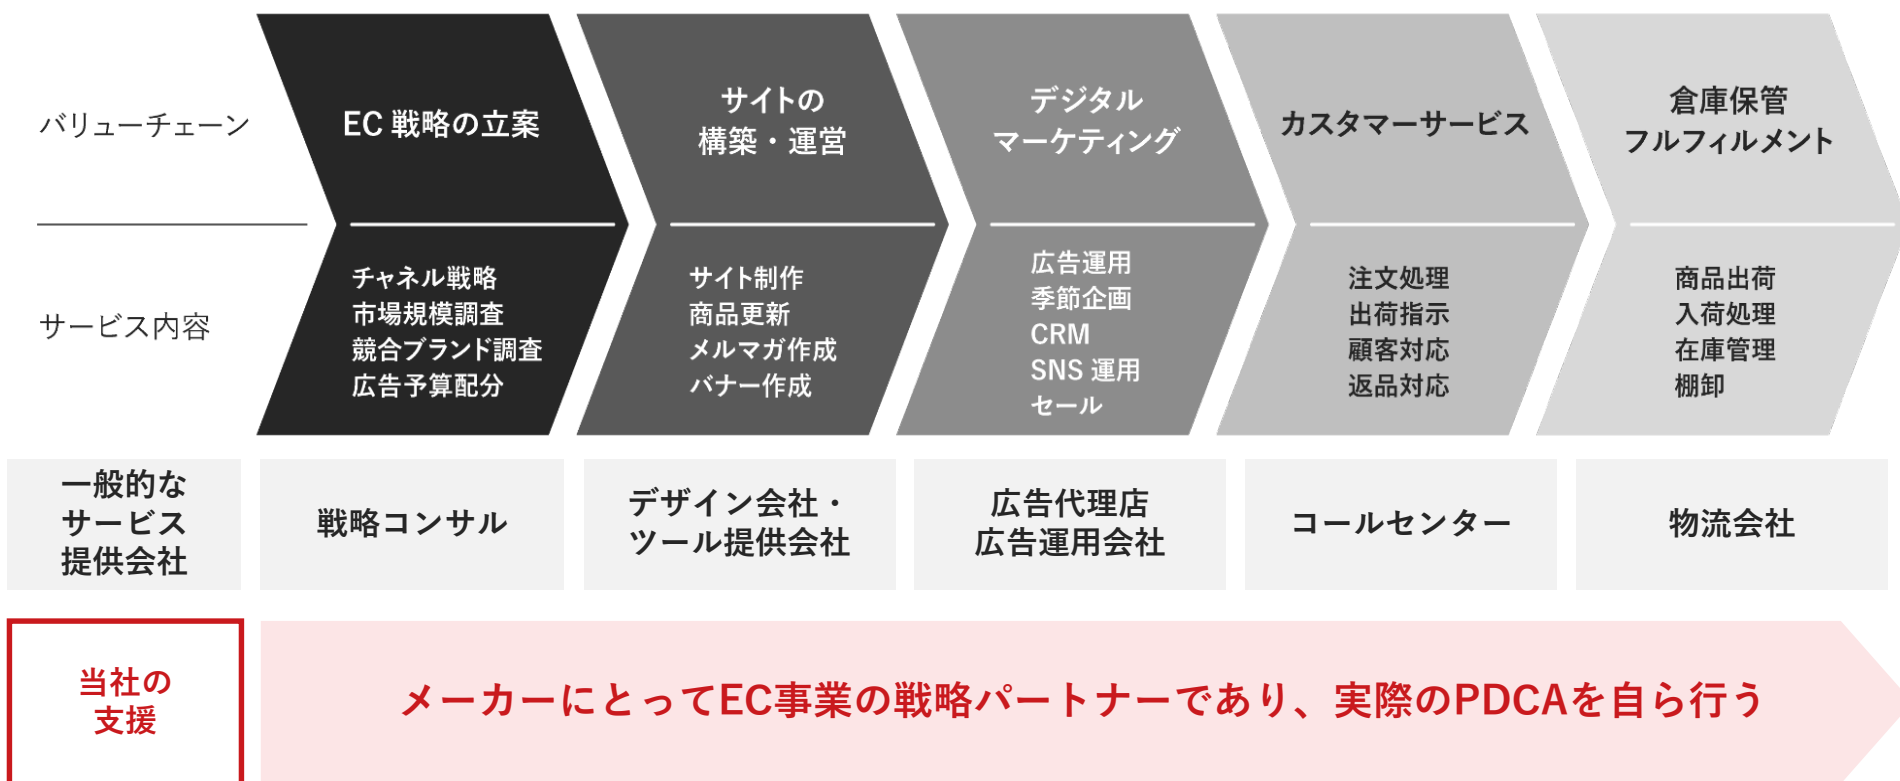 バリューチェーン
EC 戦略の立案
サイトの
構築・運営
デジタル
マーケティング
カスタマーサービス
倉庫保管
フルフィルメント
サービス内容
チャネル戦略
市場規模調査
競合ブランド調査
広告予算配分
サイト制作
商品更新
メルマガ作成
バナー作成
広告運用
季節企画
CRM
SNS 運用
セール
注文処理
出荷指示
顧客対応
返品対応
商品出荷
入荷処理
在庫管理
棚卸
一般的な
サービス
提供会社
戦略コンサル
デザイン会社・
ツール提供会社
広告代理店
広告運用会社
コールセンター
物流会社
当社の
支援
メーカーにとってEC事業の戦略パートナーであり、実際のPDCAを自ら行う